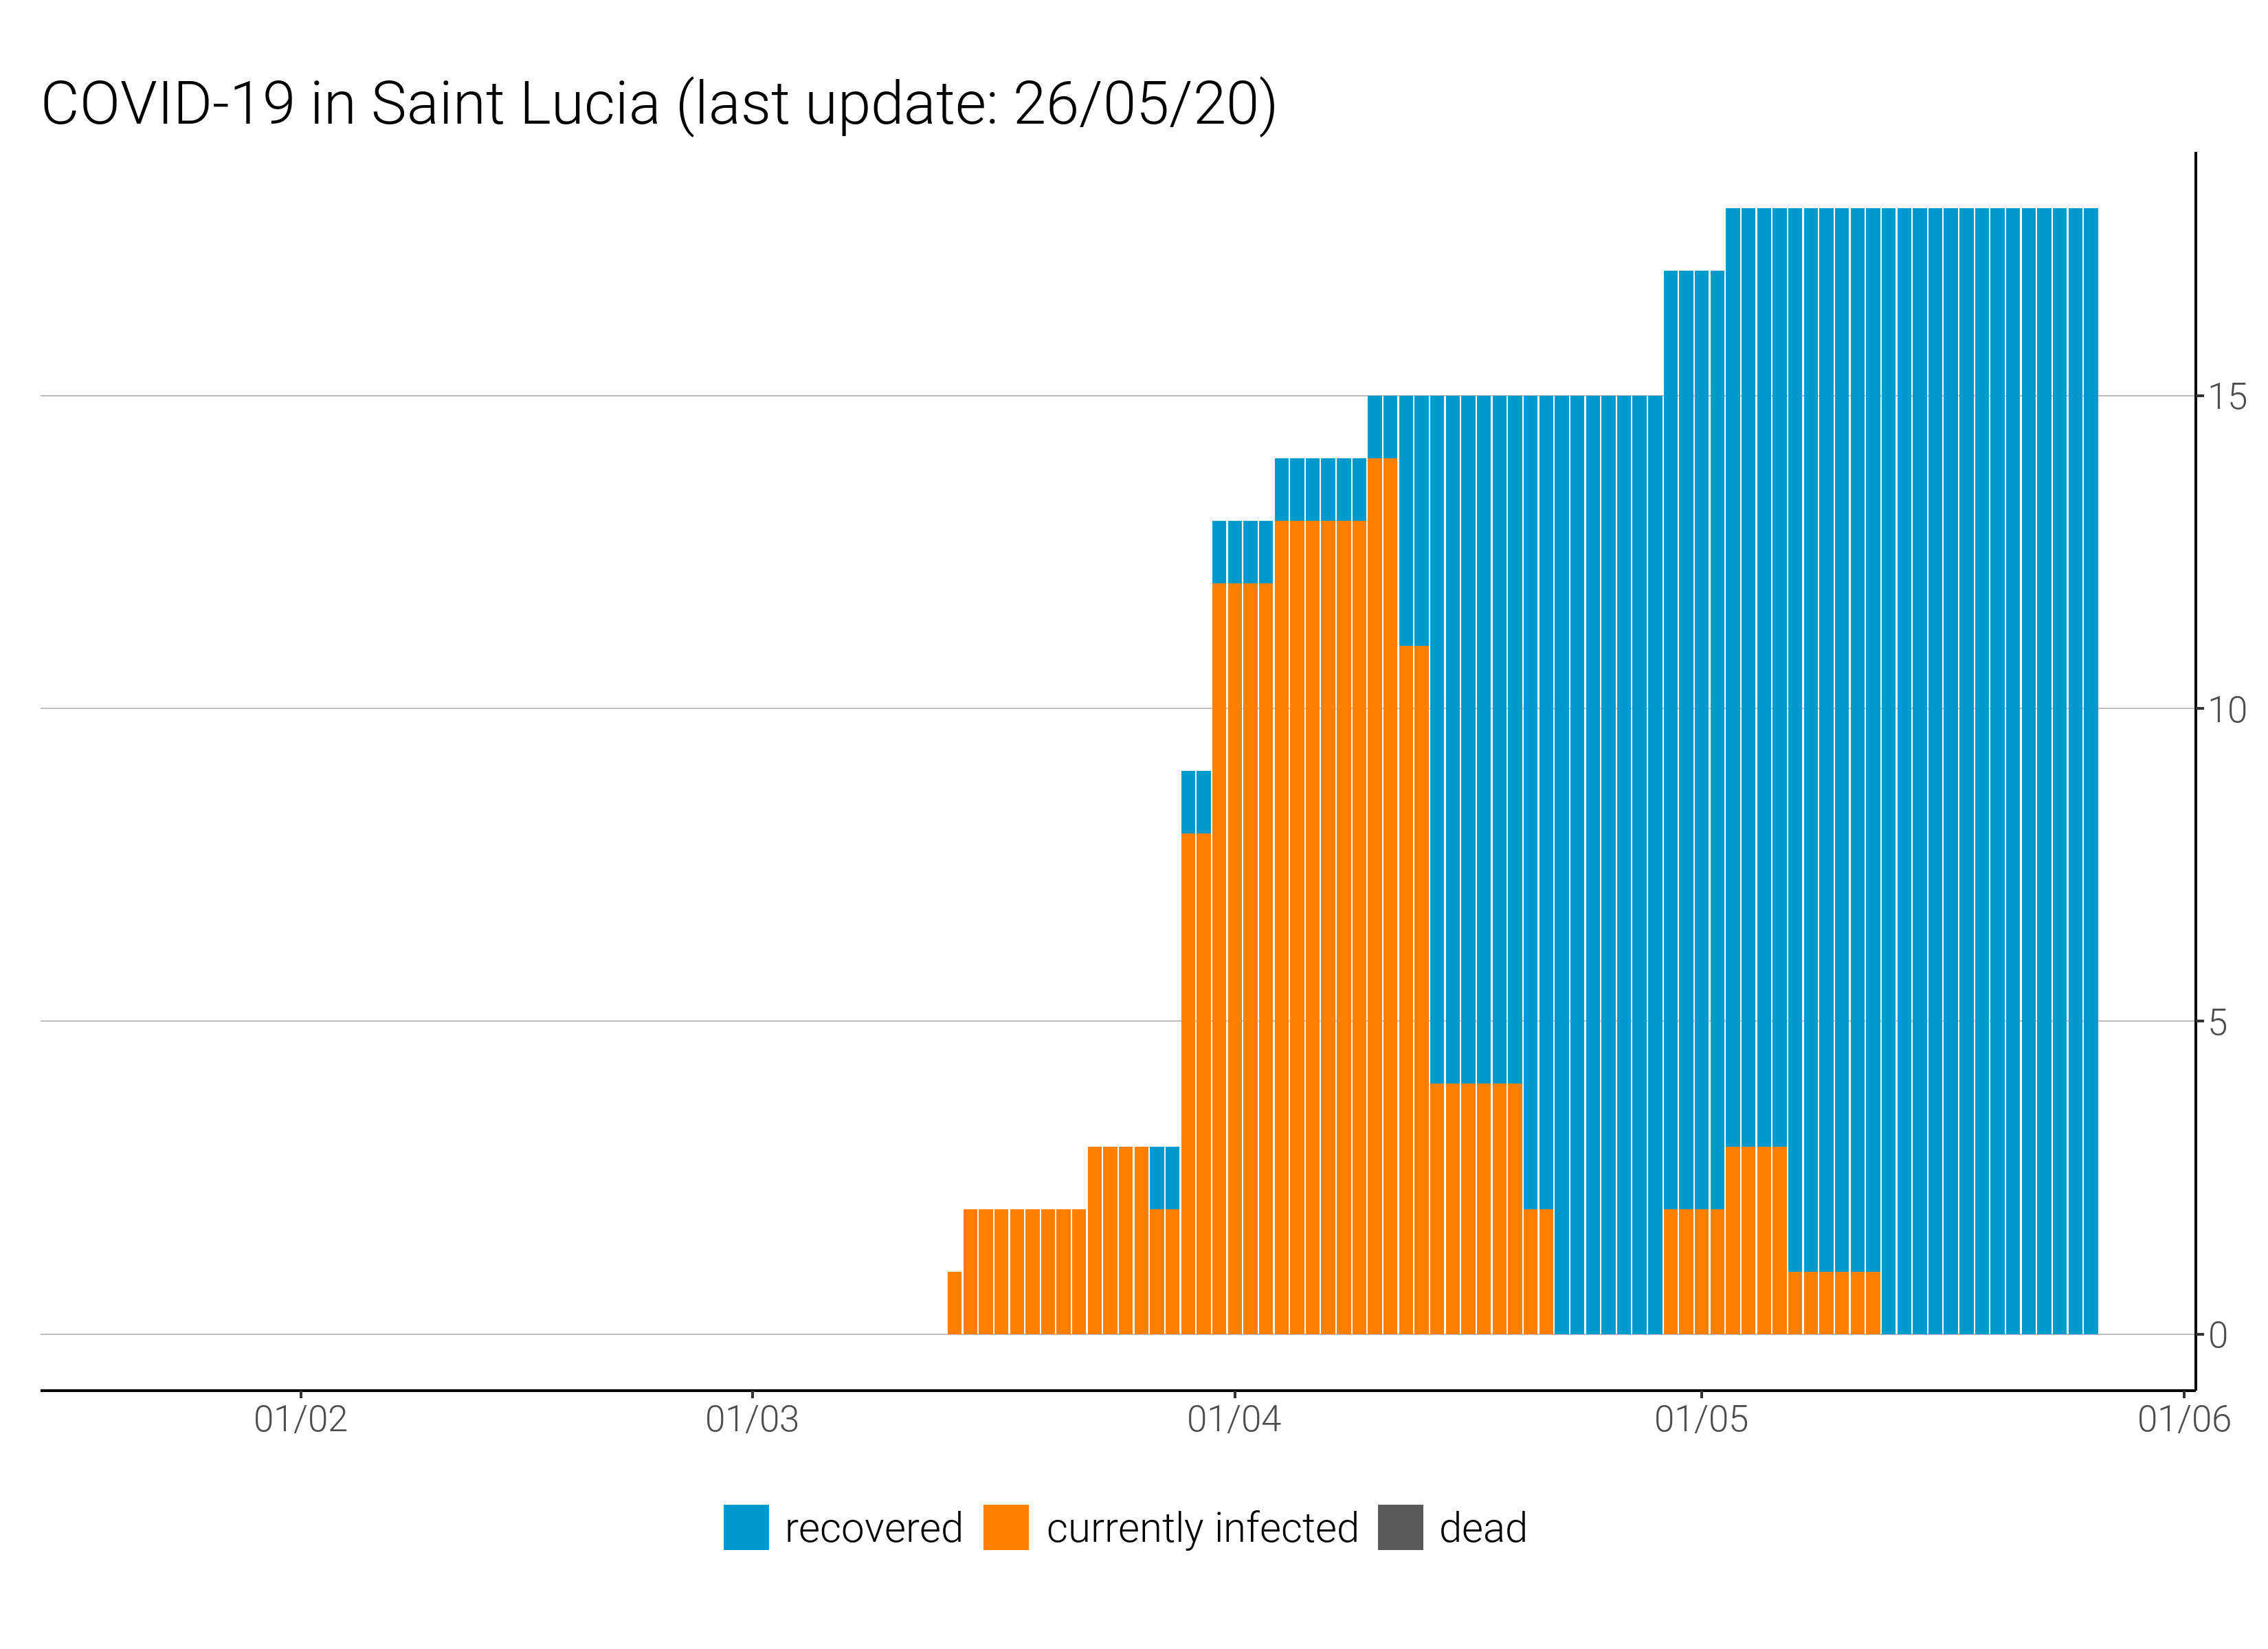 COVID-19 in Saint Lucia (last update: 26/05/20)
15
10
5
0
01/02 01/03 01/04 01/05 01/06
recovered currently infected dead